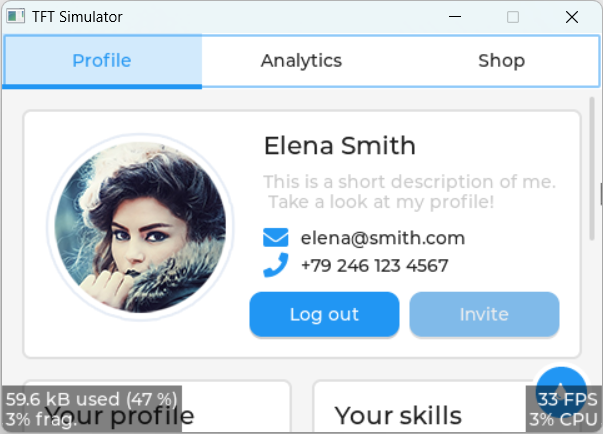 TFT Simulator
Profile
Analytics
Shop
Elena Smith
This is a short description of me.
Take a look at my profile!
elena@smith.com
+79 246 123 4567
Log out
Invite
Your profile
Your skills
59.6 kB used (47 %)
3% frag.
33 FPS
3% CPU